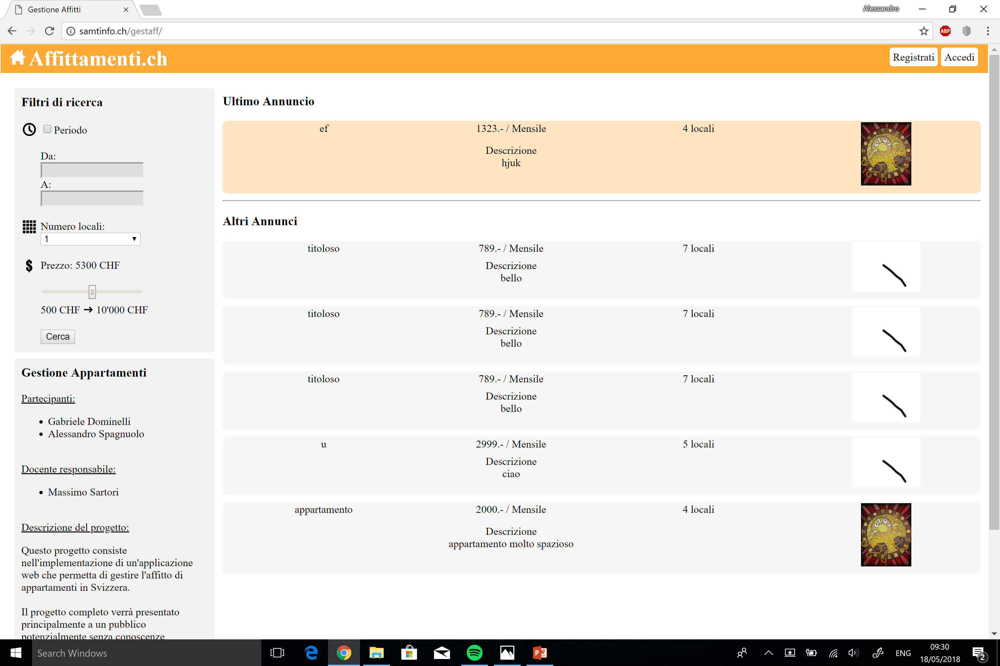 Gestione Affitti
Alessandro
samtinfo.ch/gestaff/
ABP
Affittamenti.ch
Registrati
Accedi
Filtri di ricerca
Periodo
Da:
A:
Numero locali:
1
$ Prezzo: 5300 CHF
500 CHF → 10'000 CHF
Cerca
Gestione Appartamenti
Partecipanti:
• Gabriele Dominelli
• Alessandro Spagnuolo
Docente responsabile:
• Massimo Sartori
Descrizione del progetto:
Questo progetto consiste
nell'implementazione di un'applicazione
web che permetta di gestire l'affitto di
appartamenti in Svizzera.
Il progetto completo verrà presentato
principalmente a un pubblico
potenzialmente senza conoscenze
Ultimo Annuncio
ef 1323.- / Mensile 4 locali
Descrizione
hjuk
Altri Annunci
titoloso 789.- / Mensile 7 locali
Descrizione
bello
titoloso 789.- / Mensile 7 locali
Descrizione
bello
titoloso 789.- / Mensile 7 locali
Descrizione
bello
u 2999.- / Mensile 5 locali
Descrizione
ciao
appartamento 2000.- / Mensile 4 locali
Descrizione
appartamento molto spazioso
Search Windows
ENG
09:30
18/05/2018
2